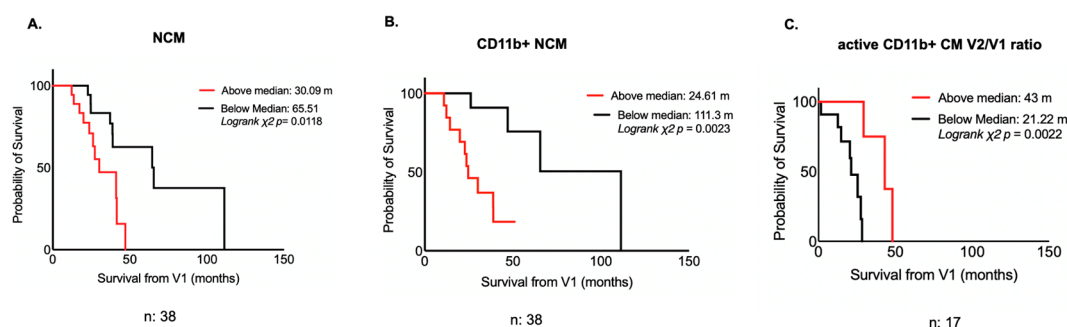 A.
NCM
Above median: 30.09 m
Below Median: 65.51
Logrank χ2 p= 0.0118
Probability of Survival
100
50
0
0
50
100
150
Survival from V1 (months)
n: 38
B.
CD11b+ NCM
Above median: 24.61 m
Below Median: 111.3 m
Logrank χ2 p = 0.0023
Probability of Survival
100
50
0
0
50
100
150
Survival from V1 (months)
n: 38
C.
active CD11b+ CM V2/V1 ratio
Above median: 43 m
Below Median: 21.22 m
Logrank χ2 p = 0.0022
Probability of Survival
100
50
0
0
50
100
150
Survival from V1 (months)
n: 17